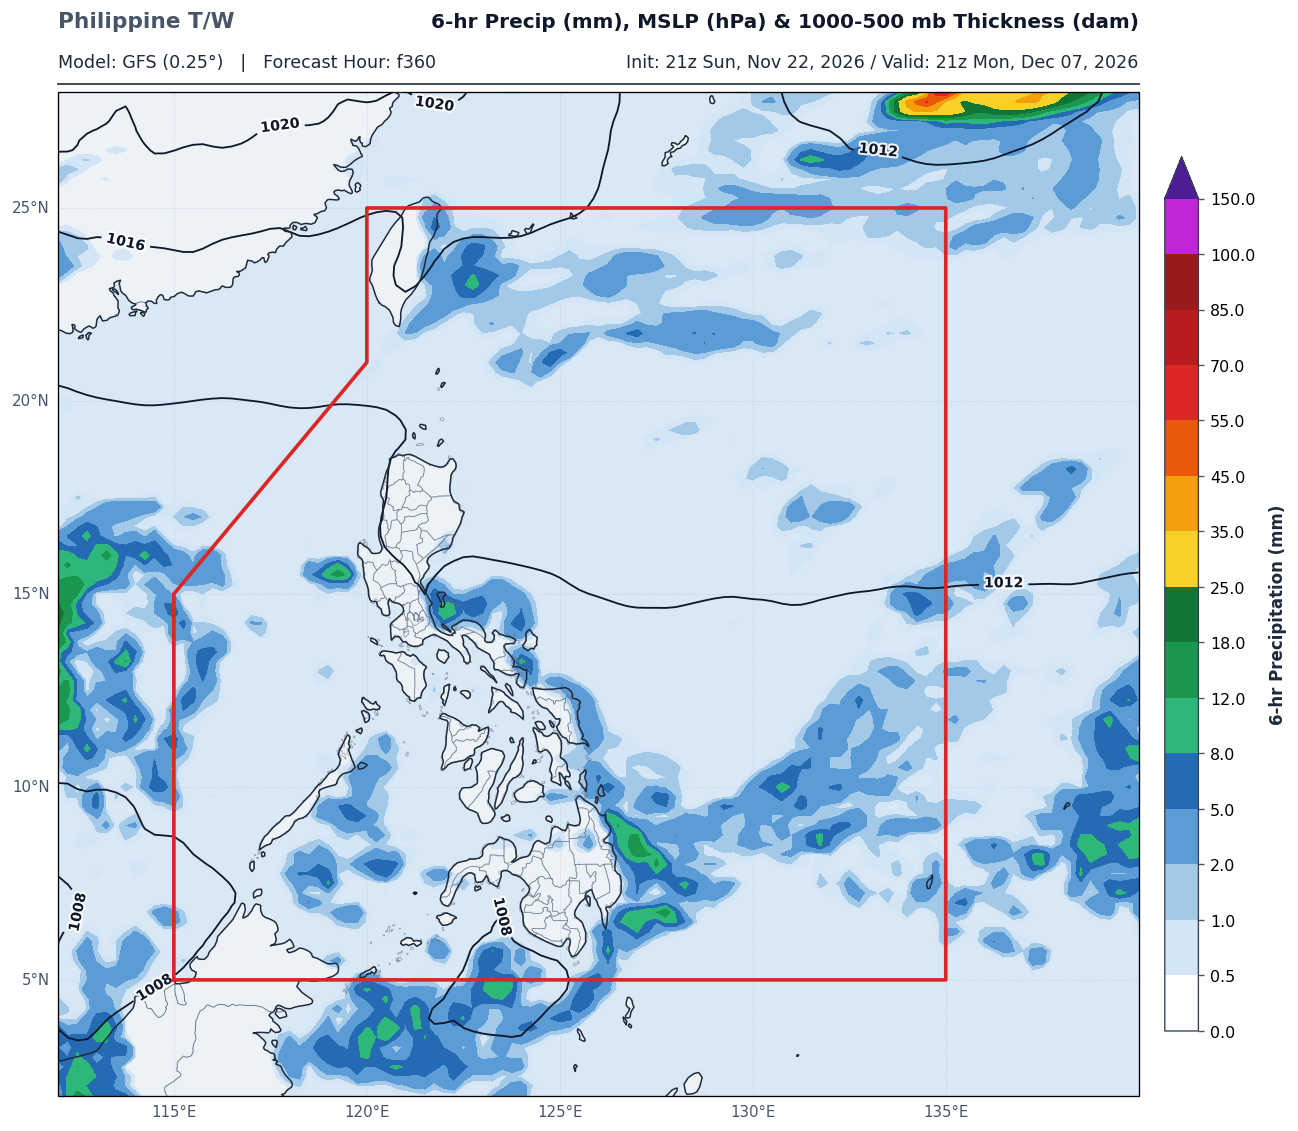 Philippine T/W
6-hr Precip (mm), MSLP (hPa) & 1000-500 mb Thickness (dam)
Model: GFS (0.25°)   |   Forecast Hour: f360
Init: 21z Sun, Nov 22, 2026 / Valid: 21z Mon, Dec 07, 2026
1020
1020
1012
1016
1012
1008
1008
1008
25°N
20°N
15°N
10°N
5°N
115°E
120°E
125°E
130°E
135°E
150.0
100.0
85.0
70.0
55.0
45.0
35.0
25.0
18.0
12.0
8.0
5.0
2.0
1.0
0.5
0.0
6-hr Precipitation (mm)